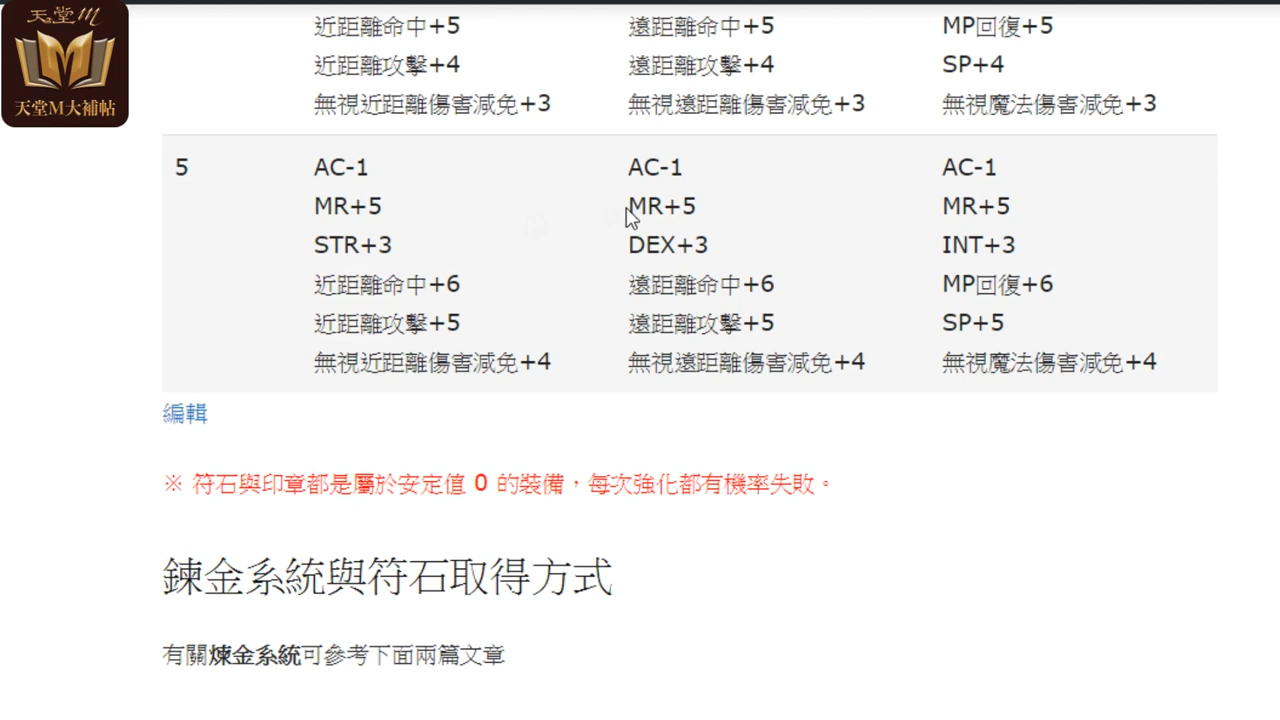 天堂M
天堂M大補帖
近距離命中+5 遠距離命中+5 MP回復+5
近距離攻擊+4 遠距離攻擊+4 SP+4
無視近距離傷害減免+3 無視遠距離傷害減免+3 無視魔法傷害減免+3
5 AC-1 AC-1 AC-1
MR+5 MR+5 MR+5
STR+3 DEX+3 INT+3
近距離命中+6 遠距離命中+6 MP回復+6
近距離攻擊+5 遠距離攻擊+5 SP+5
無視近距離傷害減免+4 無視遠距離傷害減免+4 無視魔法傷害減免+4
編輯
※ 符石與印章都是屬於安定值 0 的裝備，每次強化都有機率失敗。
鍊金系統與符石取得方式
有關煉金系統可參考下面兩篇文章